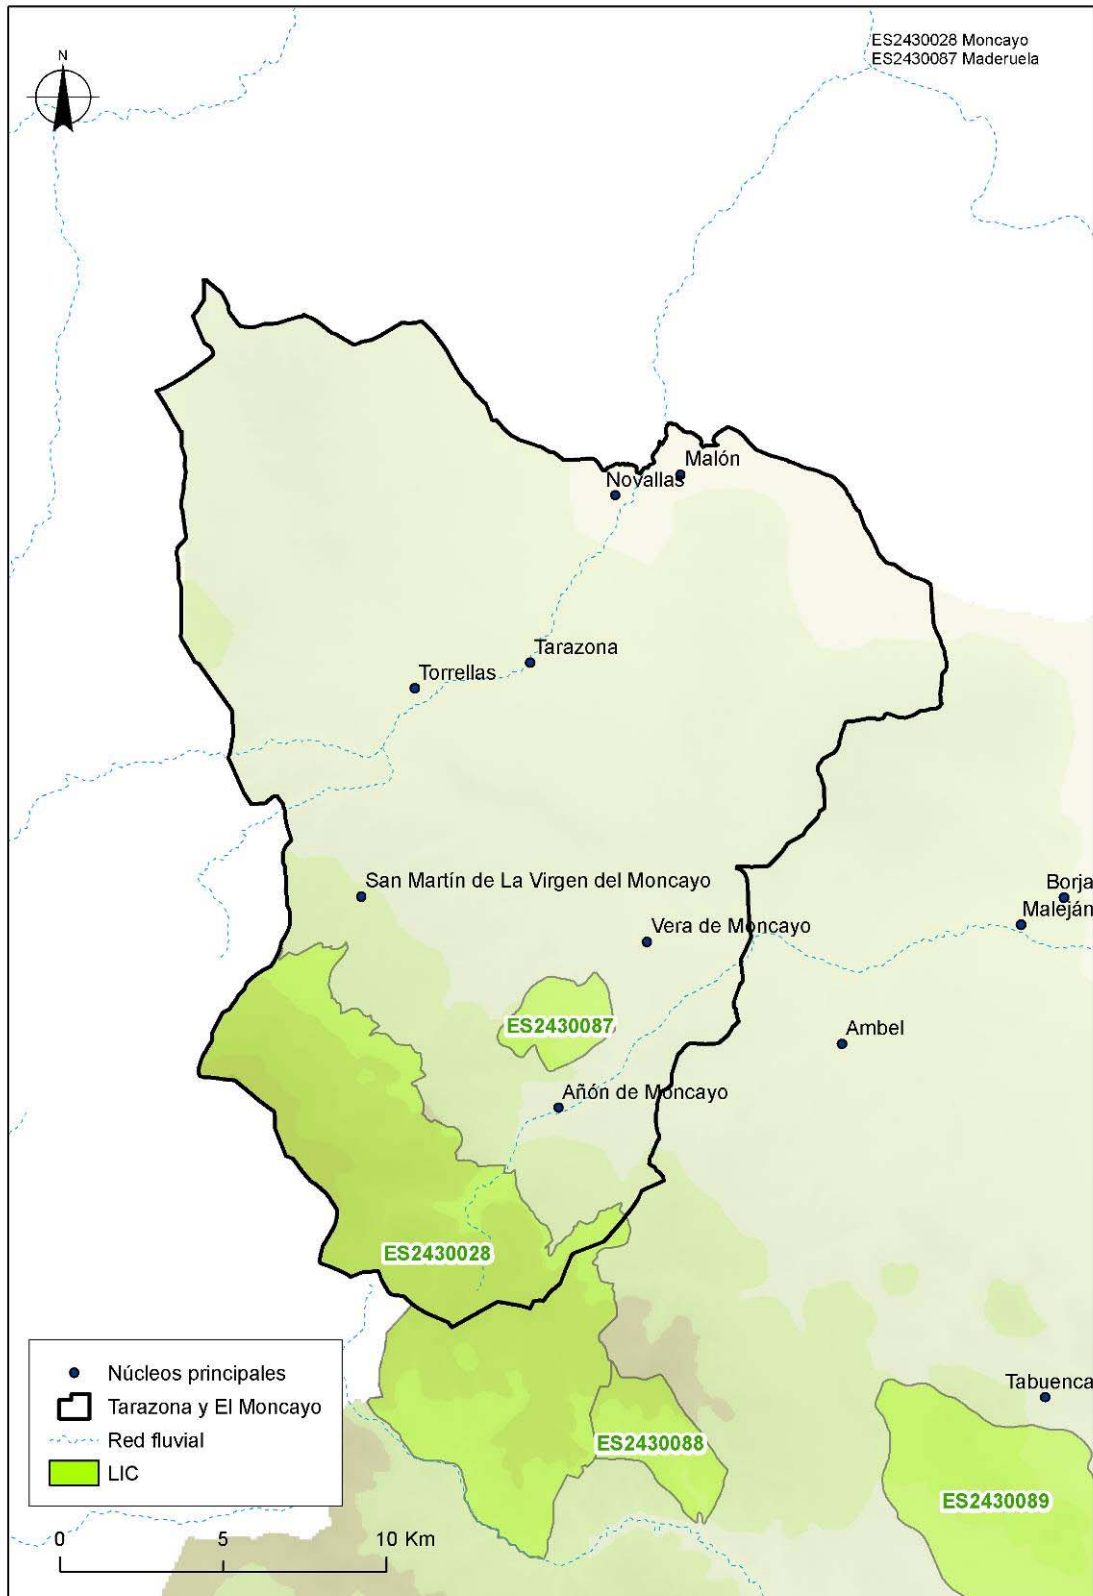 N
ES2430028 Moncayo
ES2430087 Maderuela
Malón
Novallas
Tarazona
Torrellas
San Martín de La Virgen del Moncayo
Borja
Maleján
Vera de Moncayo
ES2430087
Ambel
Añón de Moncayo
ES2430028
Tabuenca
ES2430088
ES2430089
Núcleos principales
Tarazona y El Moncayo
Red fluvial
LIC
0 5 10 Km